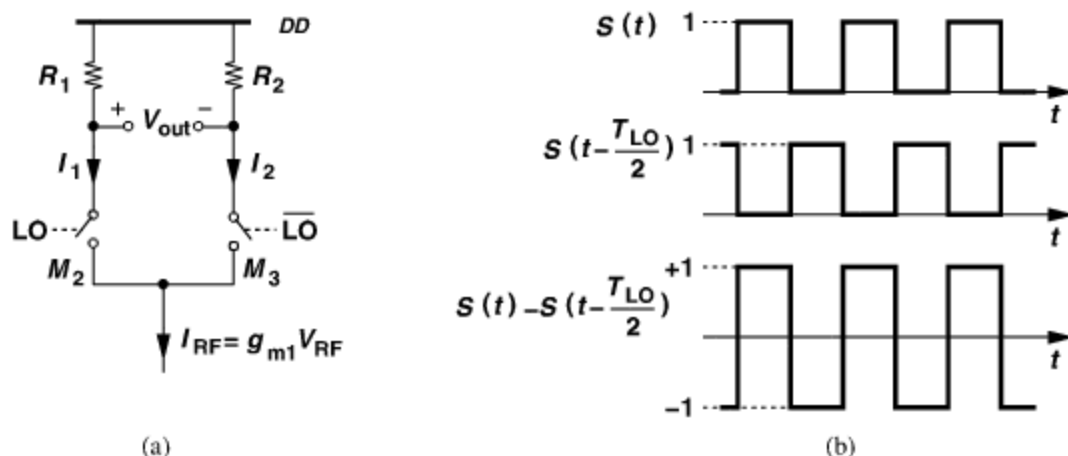 DD
R1 R2
+ Vout −
I1 I2
LO LO̅
M2 M3
IRF = gm1VRF
(a)
S(t) 1
t
S(t−TLO/2) 1
t
S(t)−S(t−TLO/2) +1
t
−1
(b)